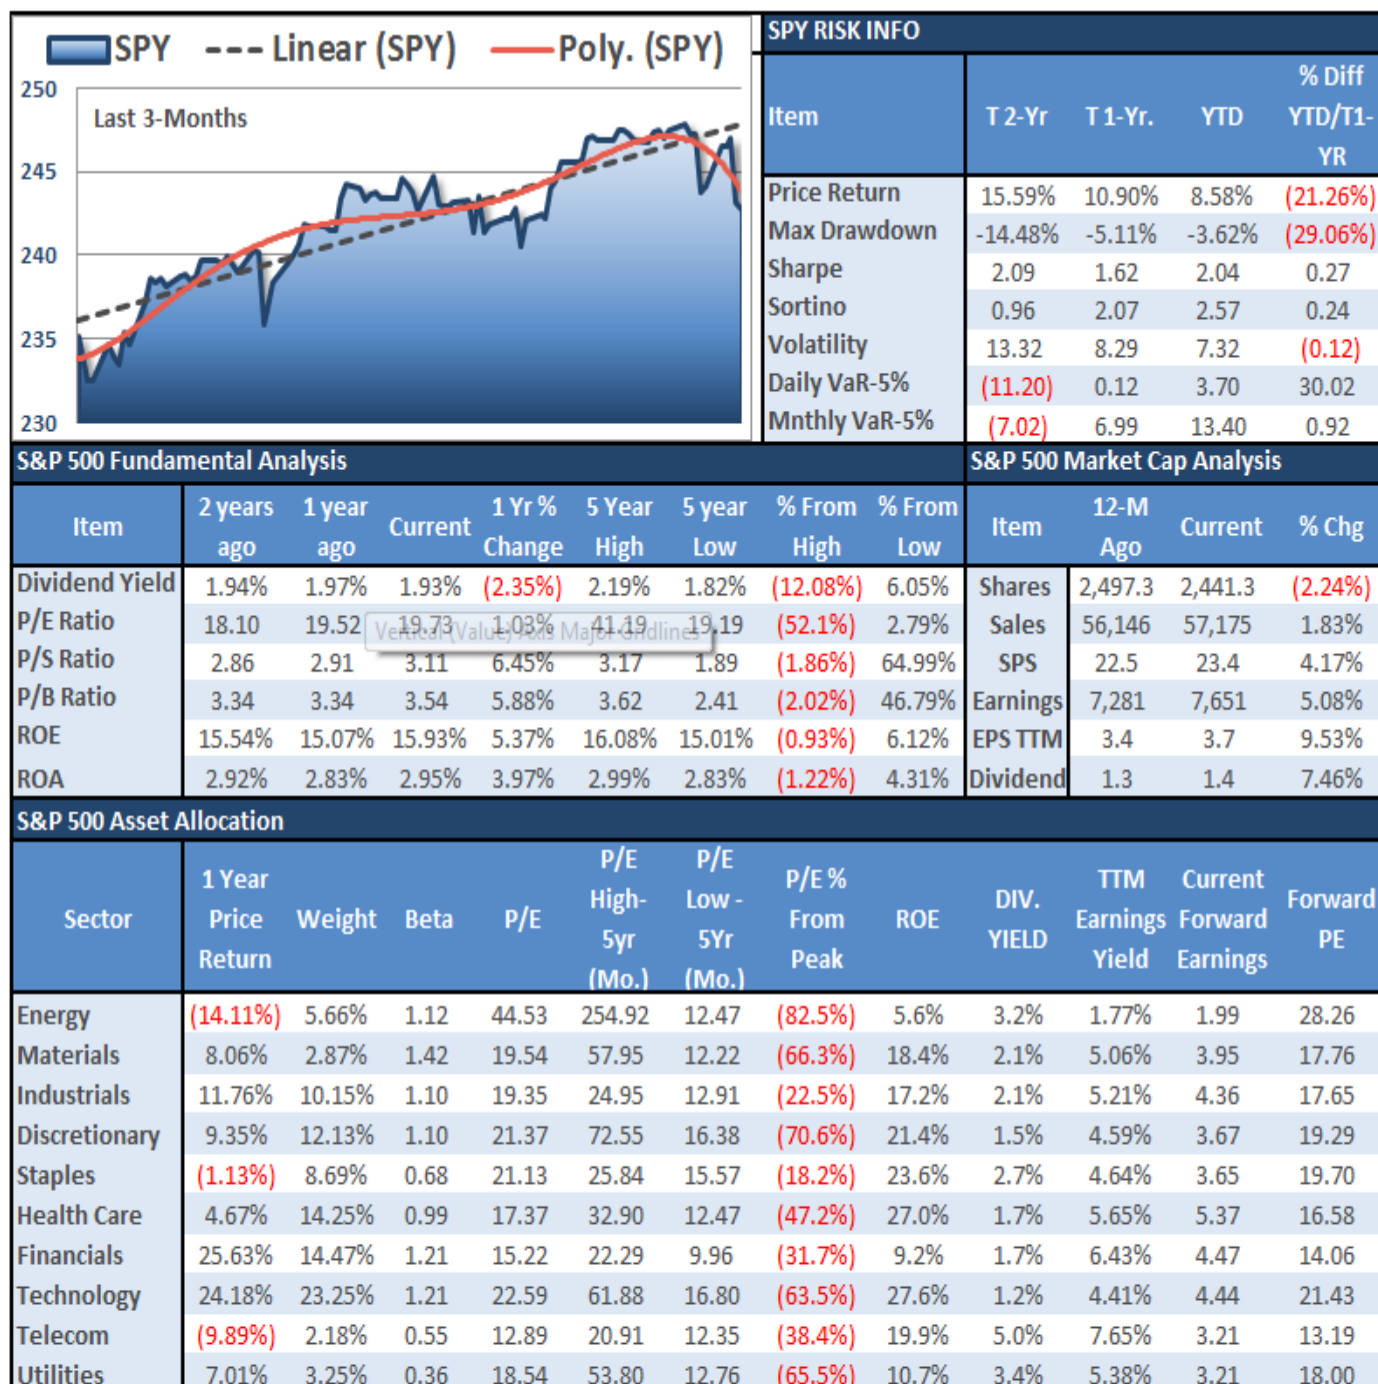 SPY Linear (SPY) Poly. (SPY)
Last 3-Months
250
245
240
235
230
SPY RISK INFO
Item T 2-Yr T 1-Yr. YTD % Diff YTD/T1-YR
Price Return 15.59% 10.90% 8.58% (21.26%)
Max Drawdown -14.48% -5.11% -3.62% (29.06%)
Sharpe 2.09 1.62 2.04 0.27
Sortino 0.96 2.07 2.57 0.24
Volatility 13.32 8.29 7.32 (0.12)
Daily VaR-5% (11.20) 0.12 3.70 30.02
Mnthly VaR-5% (7.02) 6.99 13.40 0.92
S&P 500 Fundamental Analysis
Item 2 years ago 1 year ago Current 1 Yr % Change 5 Year High 5 year Low % From High % From Low
Dividend Yield 1.94% 1.97% 1.93% (2.35%) 2.19% 1.82% (12.08%) 6.05%
P/E Ratio 18.10 19.52 19.73 1.03% 41.19 19.19 (52.1%) 2.79%
Vertical (Value) Axis Major Gridlines
P/S Ratio 2.86 2.91 3.11 6.45% 3.17 1.89 (1.86%) 64.99%
P/B Ratio 3.34 3.34 3.54 5.88% 3.62 2.41 (2.02%) 46.79%
ROE 15.54% 15.07% 15.93% 5.37% 16.08% 15.01% (0.93%) 6.12%
ROA 2.92% 2.83% 2.95% 3.97% 2.99% 2.83% (1.22%) 4.31%
S&P 500 Market Cap Analysis
Item 12-M Ago Current % Chg
Shares 2,497.3 2,441.3 (2.24%)
Sales 56,146 57,175 1.83%
SPS 22.5 23.4 4.17%
Earnings 7,281 7,651 5.08%
EPS TTM 3.4 3.7 9.53%
Dividend 1.3 1.4 7.46%
S&P 500 Asset Allocation
Sector 1 Year Price Return Weight Beta P/E P/E High-5yr (Mo.) P/E Low - 5Yr (Mo.) P/E % From Peak ROE DIV. YIELD TTM Earnings Yield Current Forward Earnings Forward PE
Energy (14.11%) 5.66% 1.12 44.53 254.92 12.47 (82.5%) 5.6% 3.2% 1.77% 1.99 28.26
Materials 8.06% 2.87% 1.42 19.54 57.95 12.22 (66.3%) 18.4% 2.1% 5.06% 3.95 17.76
Industrials 11.76% 10.15% 1.10 19.35 24.95 12.91 (22.5%) 17.2% 2.1% 5.21% 4.36 17.65
Discretionary 9.35% 12.13% 1.10 21.37 72.55 16.38 (70.6%) 21.4% 1.5% 4.59% 3.67 19.29
Staples (1.13%) 8.69% 0.68 21.13 25.84 15.57 (18.2%) 23.6% 2.7% 4.64% 3.65 19.70
Health Care 4.67% 14.25% 0.99 17.37 32.90 12.47 (47.2%) 27.0% 1.7% 5.65% 5.37 16.58
Financials 25.63% 14.47% 1.21 15.22 22.29 9.96 (31.7%) 9.2% 1.7% 6.43% 4.47 14.06
Technology 24.18% 23.25% 1.21 22.59 61.88 16.80 (63.5%) 27.6% 1.2% 4.41% 4.44 21.43
Telecom (9.89%) 2.18% 0.55 12.89 20.91 12.35 (38.4%) 19.9% 5.0% 7.65% 3.21 13.19
Utilities 7.01% 3.25% 0.36 18.54 53.80 12.76 (65.5%) 10.7% 3.4% 5.38% 3.21 18.00